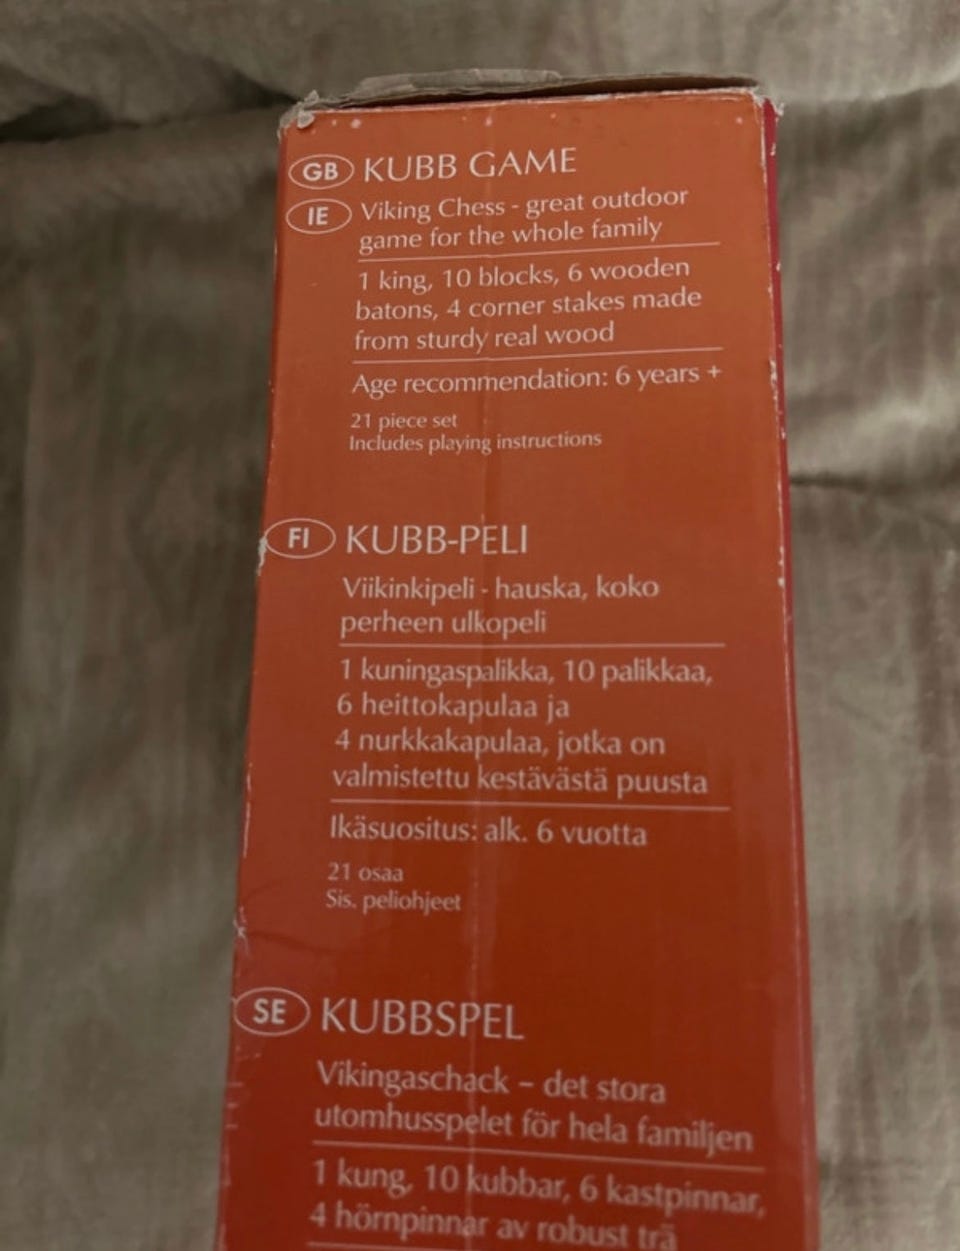 GB KUBB GAME
IE Viking Chess - great outdoor
game for the whole family
1 king, 10 blocks, 6 wooden
batons, 4 corner stakes made
from sturdy real wood
Age recommendation: 6 years +
21 piece set
Includes playing instructions
FI KUBB-PELI
Viikinkipeli - hauska, koko
perheen ulkopeli
1 kuningaspalikka, 10 palikkaa,
6 heittokapulaa ja
4 nurkkakapulaa, jotka on
valmistettu kestävästä puusta
Ikäsuositus: alk. 6 vuotta
21 osaa
Sis. peliohjeet
SE KUBBSPEL
Vikingaschack – det stora
utomhusspelet för hela familjen
1 kung, 10 kubbar, 6 kastpinnar,
4 hörnpinnar av robust trä